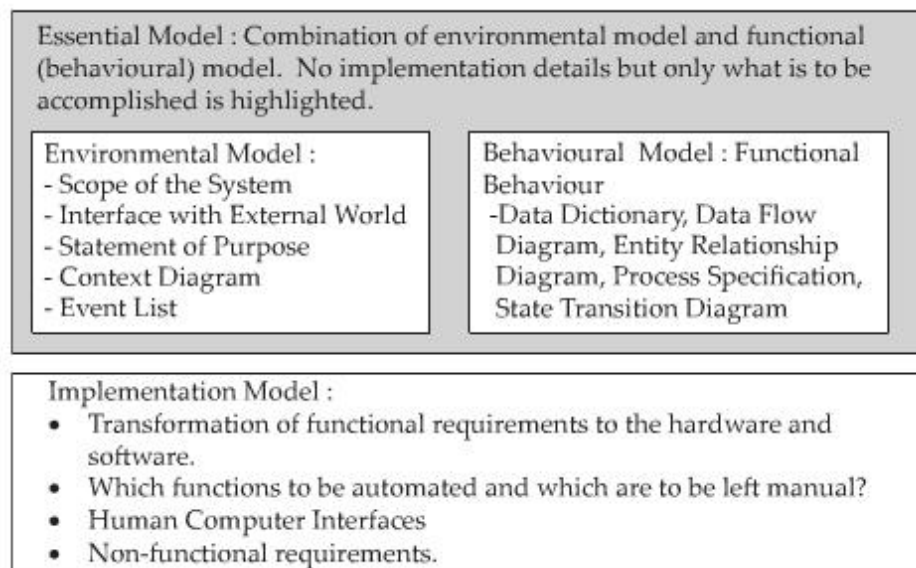 Essential Model : Combination of environmental model and functional
(behavioural) model. No implementation details but only what is to be
accomplished is highlighted.
Environmental Model :
- Scope of the System
- Interface with External World
- Statement of Purpose
- Context Diagram
- Event List
Behavioural Model : Functional
Behaviour
-Data Dictionary, Data Flow
Diagram, Entity Relationship
Diagram, Process Specification,
State Transition Diagram
Implementation Model :
• Transformation of functional requirements to the hardware and
software.
• Which functions to be automated and which are to be left manual?
• Human Computer Interfaces
• Non-functional requirements.